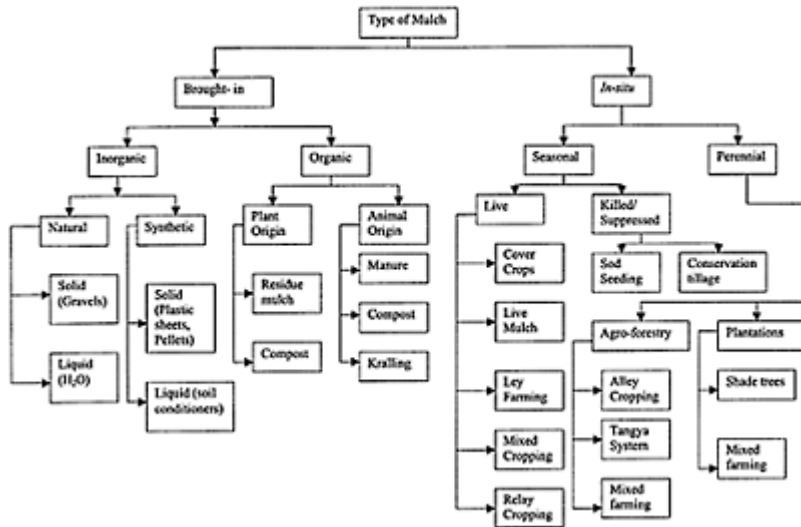 Type of Mulch
Brought- in
In-situ
Inorganic
Organic
Seasonal
Perennial
Natural
Synthetic
Plant
Origin
Animal
Origin
Live
Killed/
Suppressed
Solid
(Gravels)
Liquid
(H₂O)
Solid
(Plastic
sheets,
Pellets)
Liquid (soil
conditioners)
Residue
mulch
Compost
Manure
Compost
Kralling
Cover
Crops
Live
Mulch
Ley
Farming
Mixed
Cropping
Relay
Cropping
Sod
Seeding
Conservation
tillage
Agro-forestry
Plantations
Alley
Cropping
Tangya
System
Mixed
farming
Shade trees
Mixed
farming